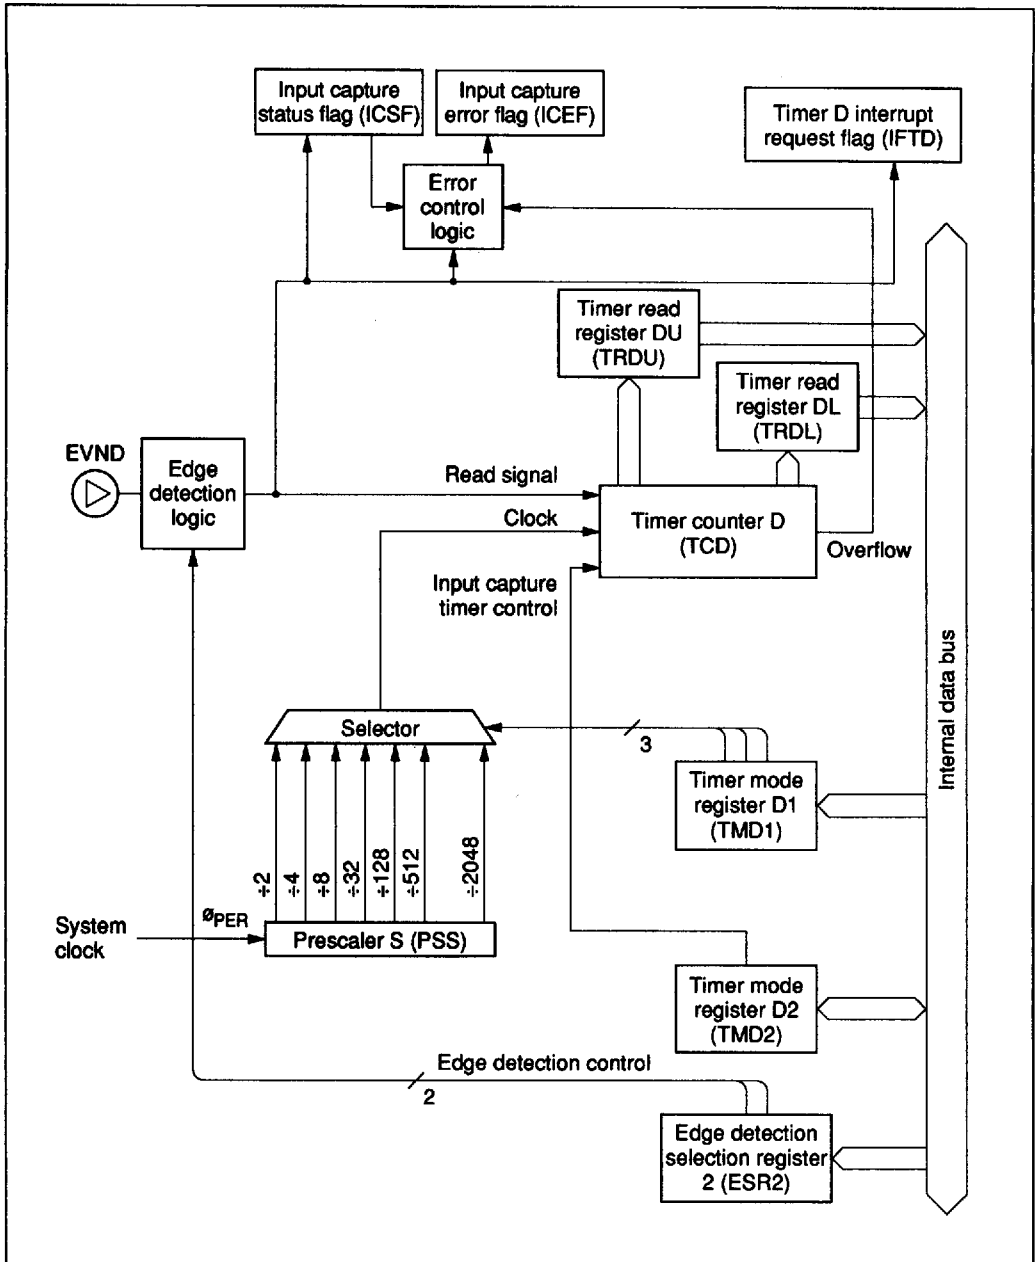 Input capture
status flag (ICSF)
Input capture
error flag (ICEF)
Timer D interrupt
request flag (IFTD)
Error
control
logic
Timer read
register DU
(TRDU)
Timer read
register DL
(TRDL)
EVND
Edge
detection
logic
Read signal
Clock
Timer counter D
(TCD)
Overflow
Input capture
timer control
Internal data bus
Selector
3
Timer mode
register D1
(TMD1)
÷2
÷4
÷8
÷32
÷128
÷512
÷2048
System
clock
øPER
Prescaler S (PSS)
Timer mode
register D2
(TMD2)
Edge detection control
2
Edge detection
selection register
2 (ESR2)